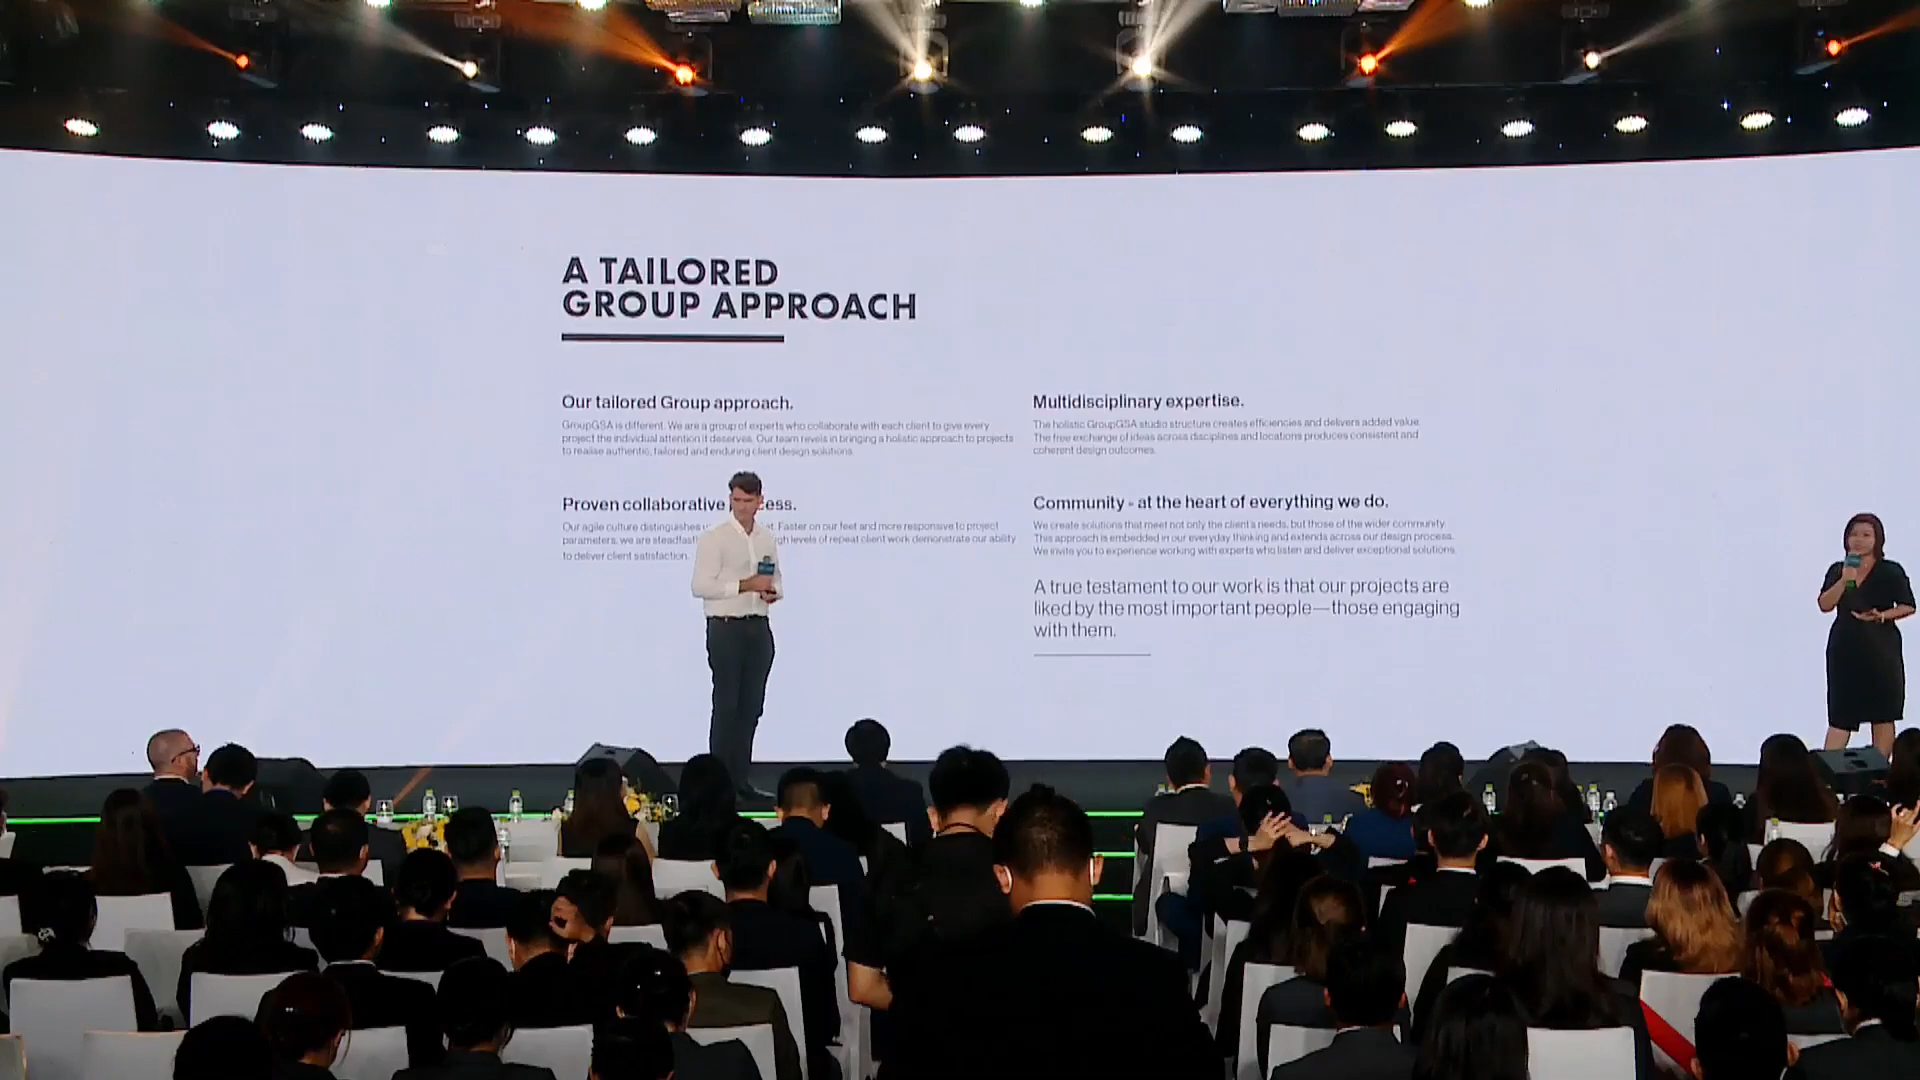 A TAILORED
GROUP APPROACH
Our tailored Group approach.
GroupGSA is different. We are a group of experts who collaborate with each client to give every
project the individual attention it deserves. Our team revels in bringing a holistic approach to projects
to realise authentic, tailored and enduring client design solutions.
Proven collaborative
Our agile culture distinguishes Faster on our feet and more responsive to project
parameters, we are levels of repeat client work demonstrate our ability
to deliver client satisfaction.
Multidisciplinary expertise.
The holistic GroupGSA studio structure creates efficiencies and delivers added value.
The free exchange of ideas across disciplines and locations produces consistent and
coherent design outcomes.
Community - at the heart of everything we do.
We create solutions that meet not only the client's needs, but those of the wider community.
This approach is embedded in our everyday thinking and extends across our design process.
We invite you to experience working with experts who listen and deliver exceptional solutions.
A true testament to our work is that our projects are
liked by the most important people—those engaging
with them.